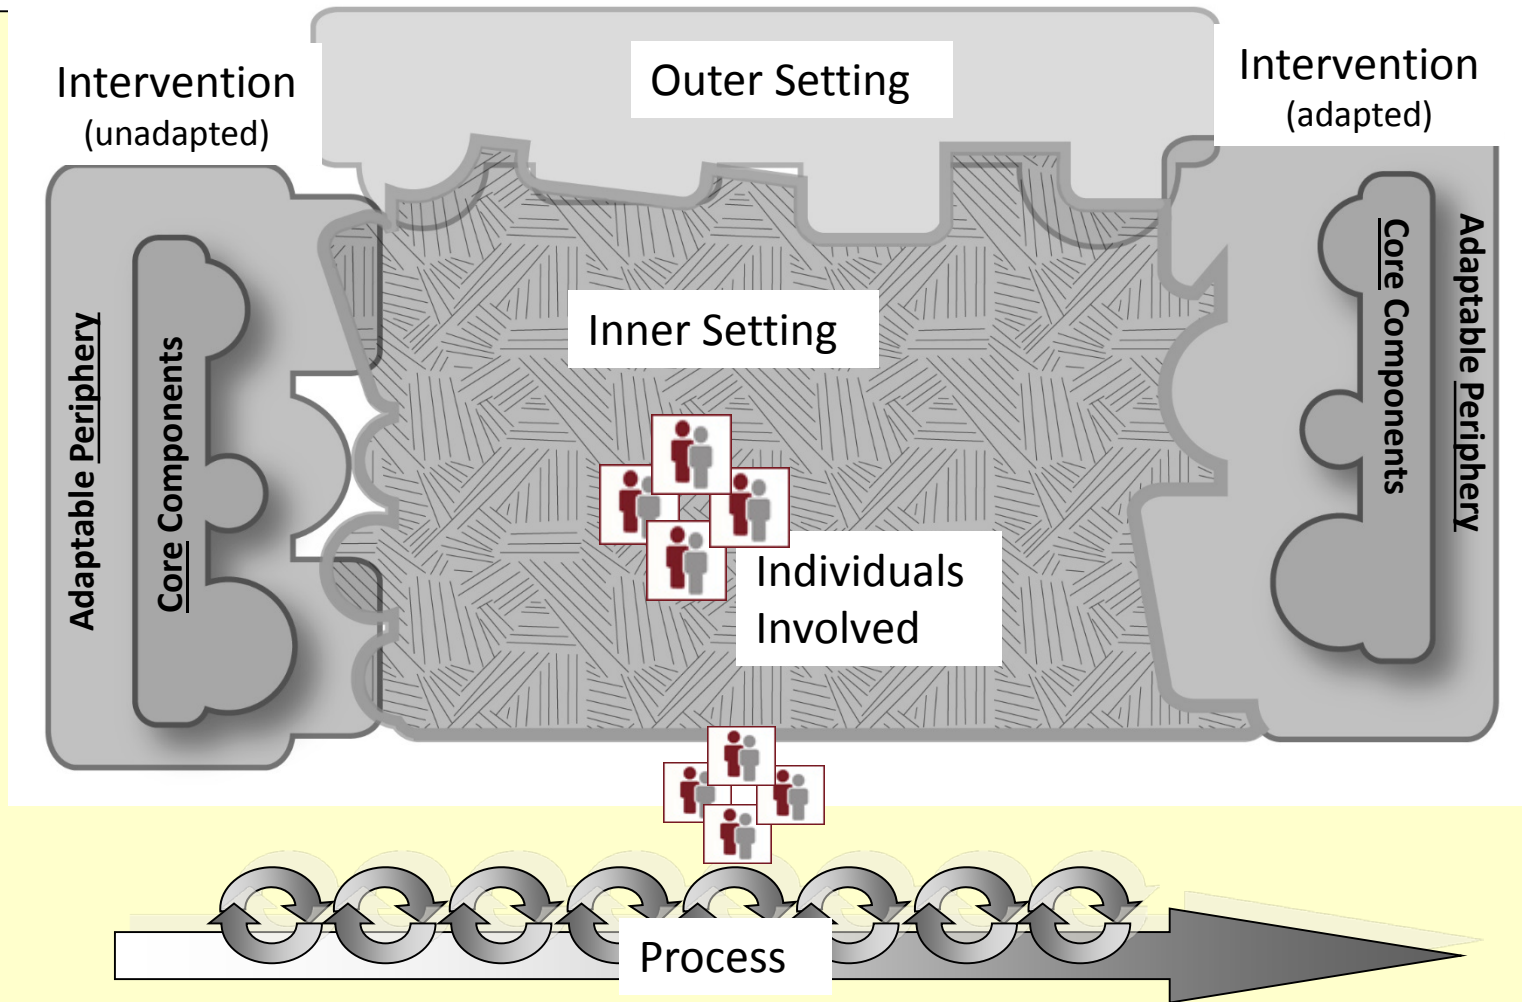 Intervention
(unadapted)
Outer Setting
Intervention
(adapted)
Adaptable Periphery
Core Components
Inner Setting
Individuals
Involved
Core Components
Adaptable Periphery
Process